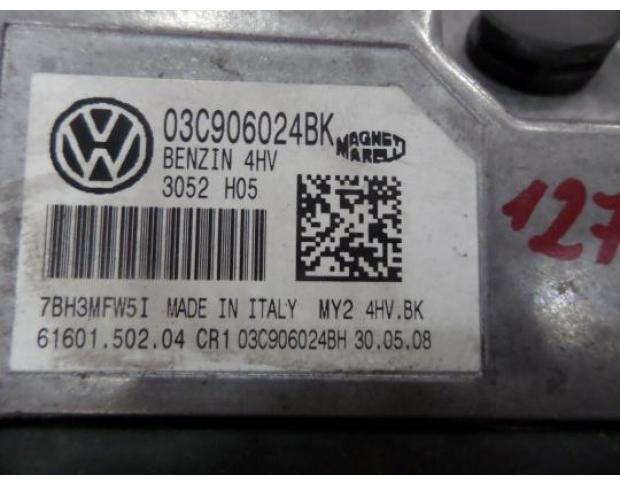 03C906024BK MAGNETI MARELLI
BENZIN 4HV
3052 H05
7BH3MFW5I MADE IN ITALY MY2 4HV.BK
61601.502.04 CR1 03C906024BH 30.05.08
127